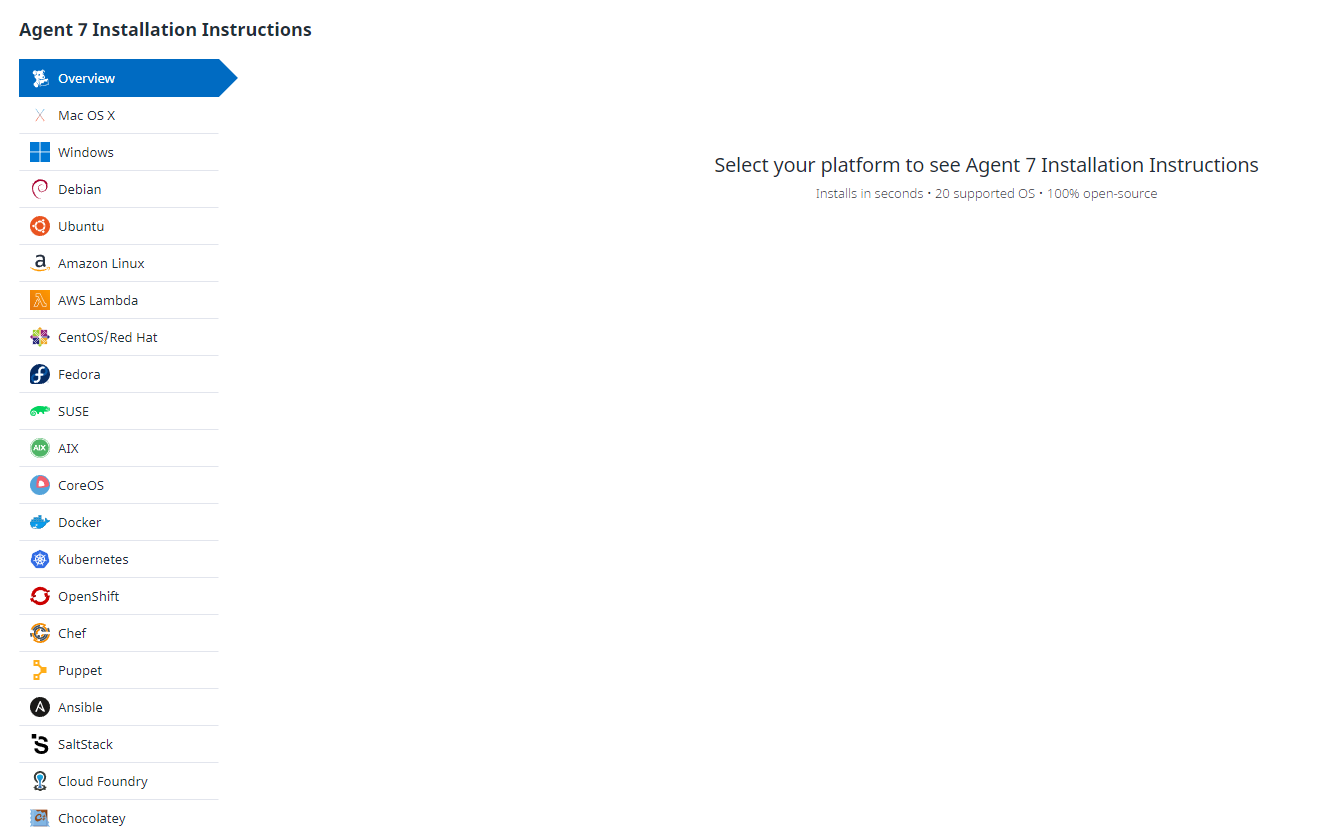 Agent 7 Installation Instructions
Overview
Mac OS X
Windows
Debian
Ubuntu
Amazon Linux
AWS Lambda
CentOS/Red Hat
Fedora
SUSE
AIX
CoreOS
Docker
Kubernetes
OpenShift
Chef
Puppet
Ansible
SaltStack
Cloud Foundry
Chocolatey
Select your platform to see Agent 7 Installation Instructions
Installs in seconds • 20 supported OS • 100% open-source